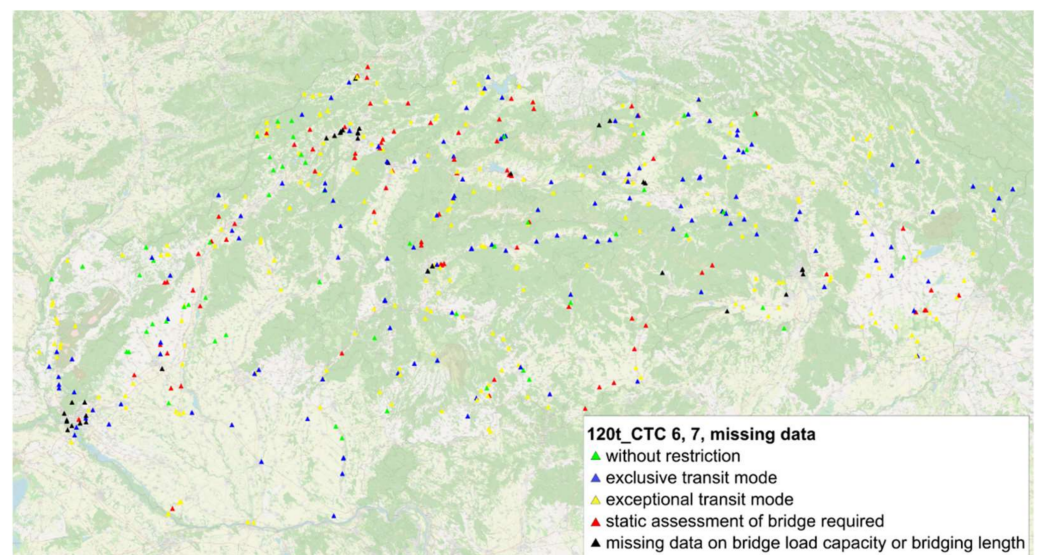 120t_CTC 6, 7, missing data
without restriction
exclusive transit mode
exceptional transit mode
static assessment of bridge required
missing data on bridge load capacity or bridging length